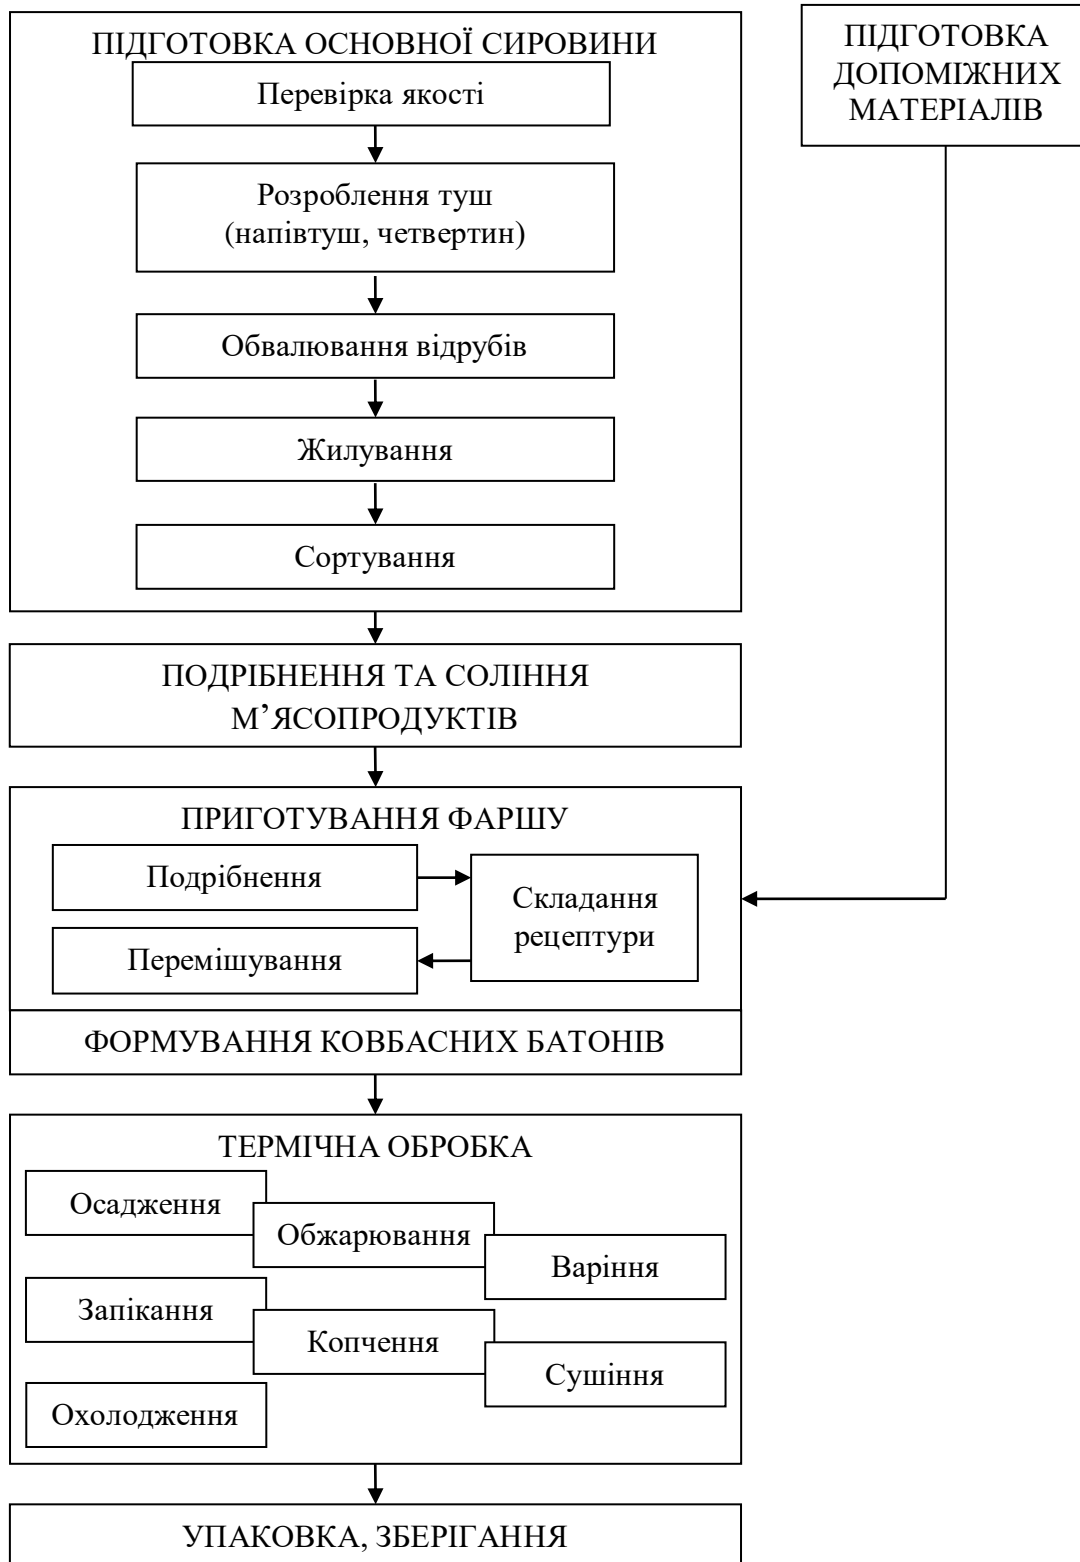 ПІДГОТОВКА ОСНОВНОЇ СИРОВИНИ
Перевірка якості
Розроблення туш
(напівтуш, четвертин)
Обвалювання відрубів
Жилування
Сортування
ПІДГОТОВКА
ДОПОМІЖНИХ
МАТЕРІАЛІВ
ПОДРІБНЕННЯ ТА СОЛІННЯ
М’ЯСОПРОДУКТІВ
ПРИГОТУВАННЯ ФАРШУ
Подрібнення
Складання
рецептури
Перемішування
ФОРМУВАННЯ КОВБАСНИХ БАТОНІВ
ТЕРМІЧНА ОБРОБКА
Осадження
Обжарювання
Варіння
Запікання
Копчення
Сушіння
Охолодження
УПАКОВКА, ЗБЕРІГАННЯ